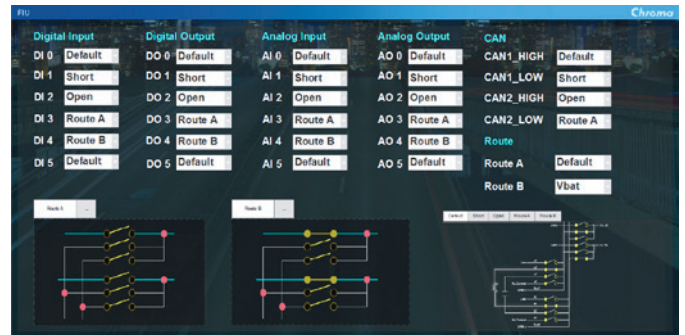 FIU
Chroma
Digital Input Digital Output Analog Input Analog Output CAN
DI 0 Default DO 0 Default AI 0 Default AO 0 Default CAN1_HIGH Default
DI 1 Short DO 1 Short AI 1 Short AO 1 Short CAN1_LOW Short
DI 2 Open DO 2 Open AI 2 Open AO 2 Open CAN2_HIGH Open
DI 3 Route A DO 3 Route A AI 3 Route A AO 3 Route A CAN2_LOW Route A
DI 4 Route B DO 4 Route B AI 4 Route B AO 4 Route B Route
DI 5 Default DO 5 Default AI 5 Default AO 5 Default Route A Default
Route B Vbat
Route A ... Route B ...
Default Short Open Route A Route B